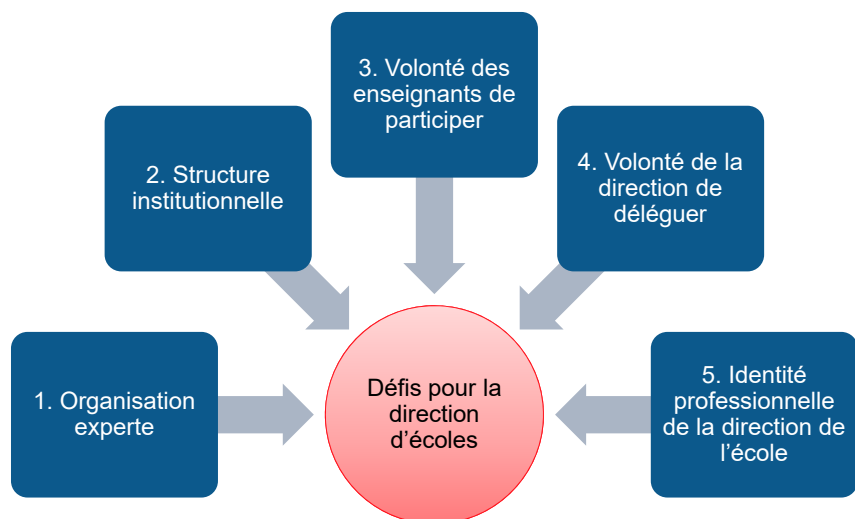 1. Organisation
experte
2. Structure
institutionnelle
3. Volonté des
enseignants de
participer
4. Volonté de la
direction de
déléguer
5. Identité
professionnelle
de la direction de
l’école
Défis pour la
direction
d’écoles